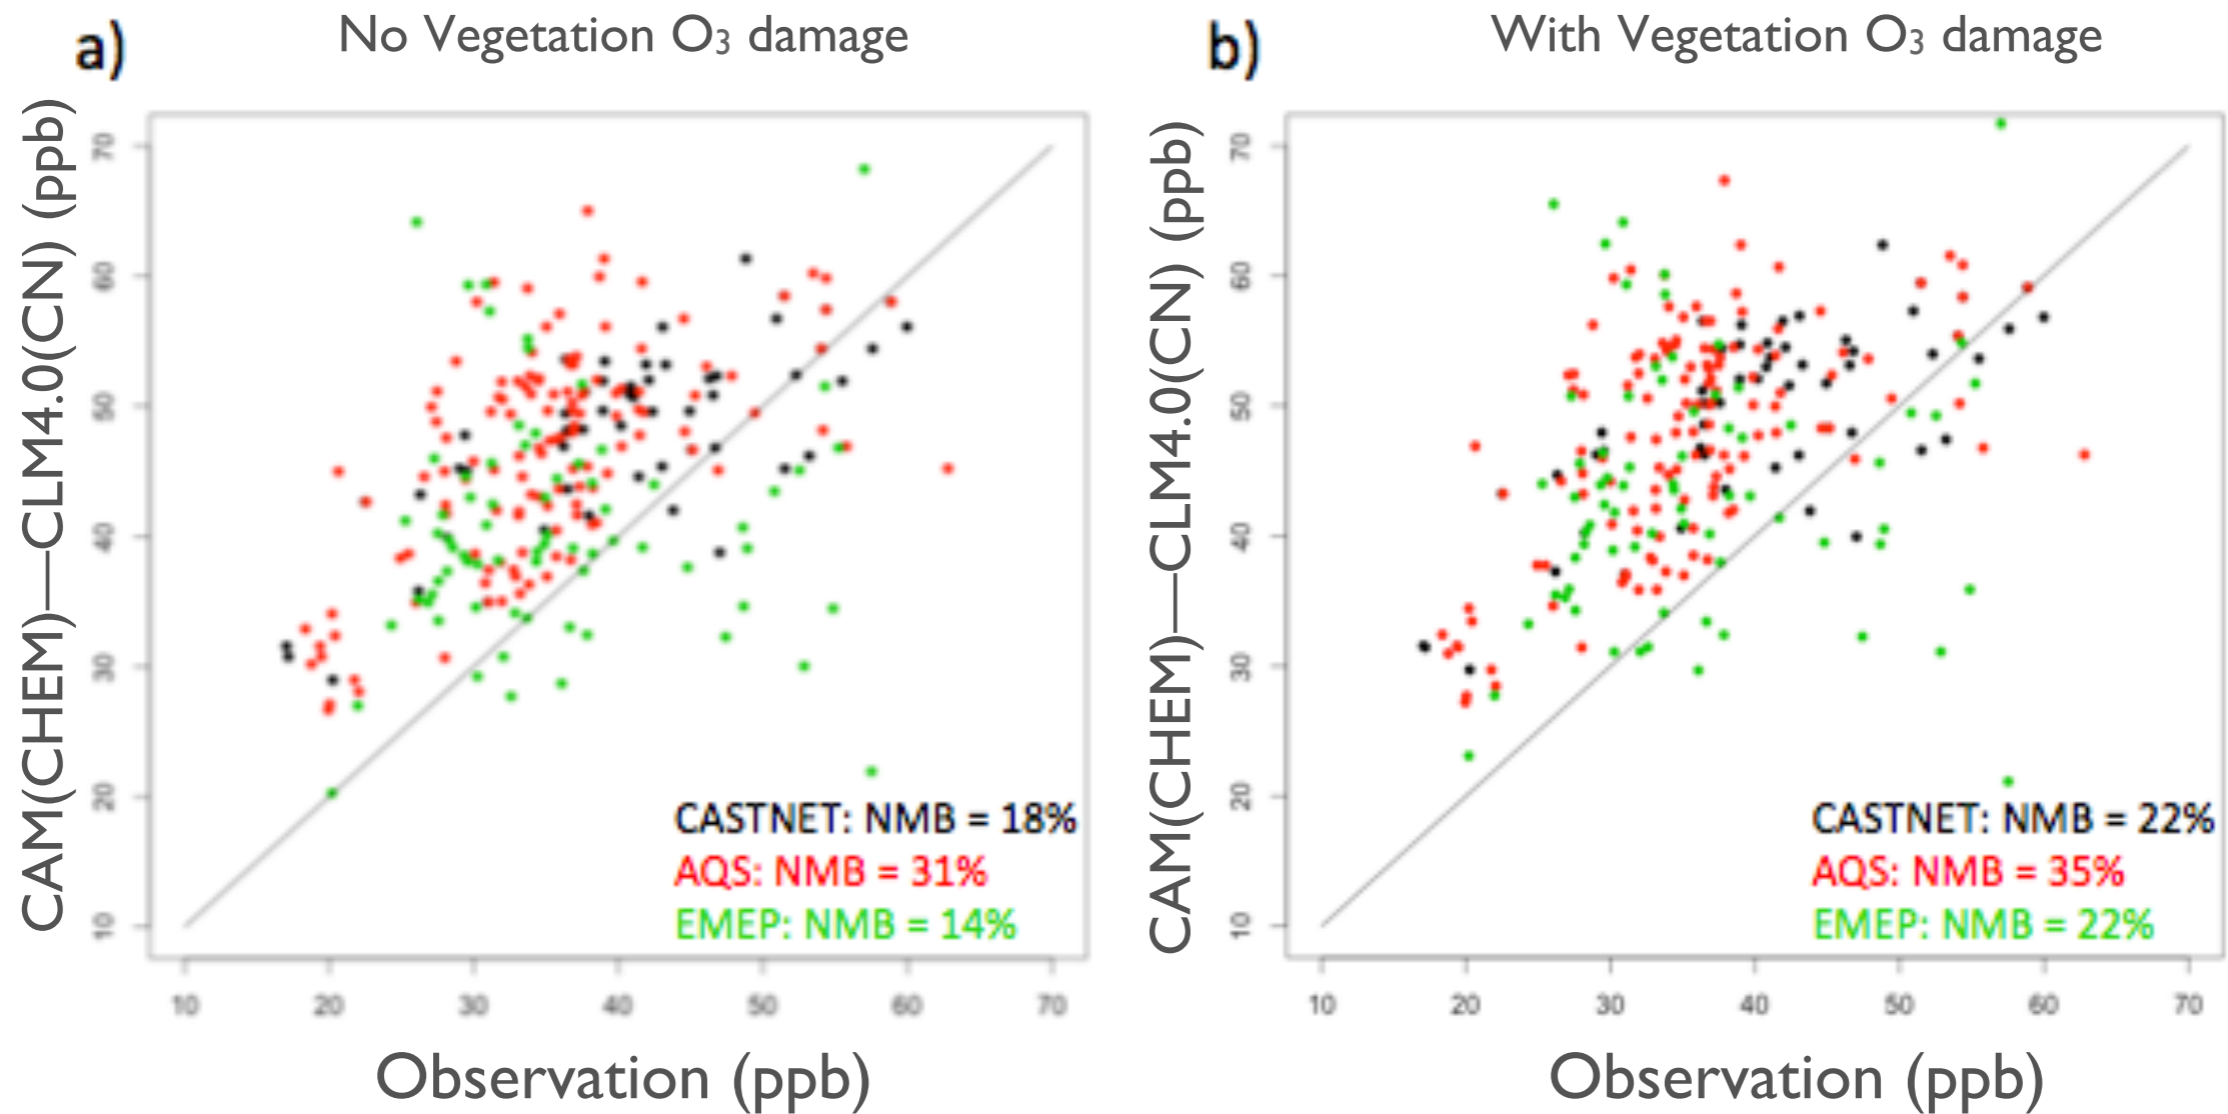 a)
No Vegetation O₃ damage
CAM(CHEM)—CLM4.0(CN) (ppb)
70
60
50
40
30
20
10
CASTNET: NMB = 18%
AQS: NMB = 31%
EMEP: NMB = 14%
10 20 30 40 50 60 70
Observation (ppb)
b)
With Vegetation O₃ damage
CAM(CHEM)—CLM4.0(CN) (ppb)
70
60
50
40
30
20
10
CASTNET: NMB = 22%
AQS: NMB = 35%
EMEP: NMB = 22%
10 20 30 40 50 60 70
Observation (ppb)